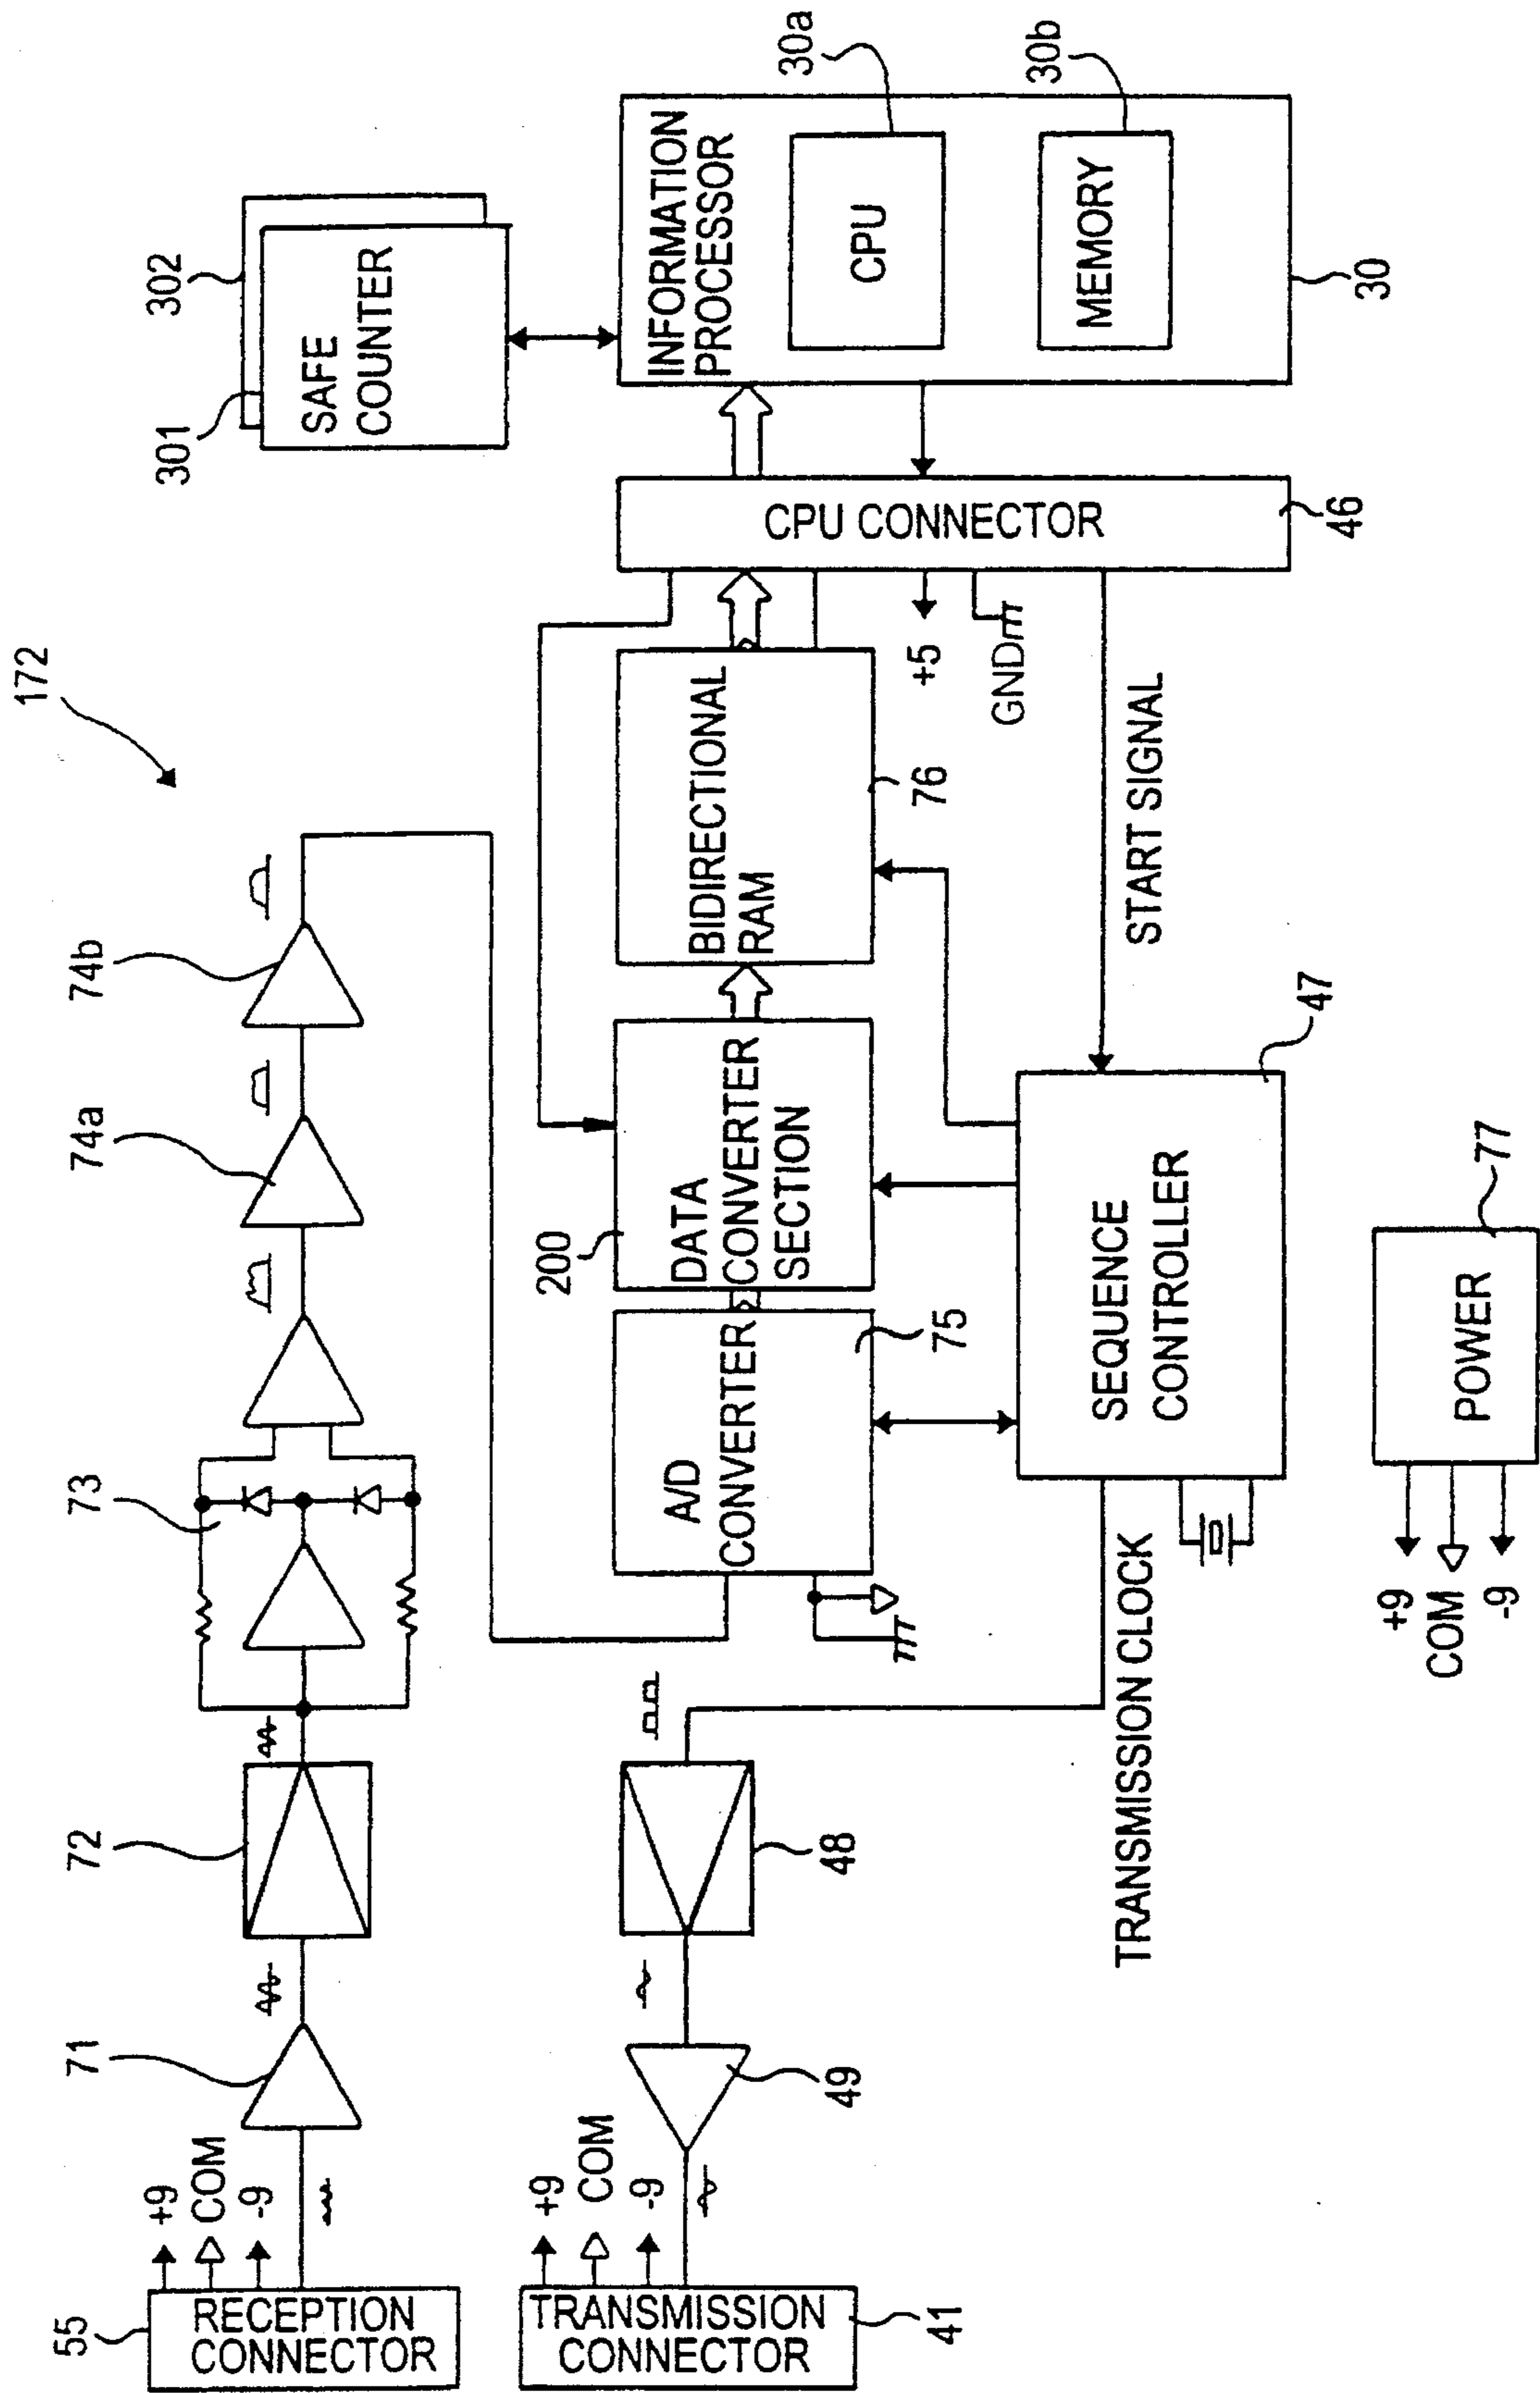 172
302
301
SAFE
COUNTER
INFORMATION
PROCESSOR
CPU
30a
MEMORY
30b
30
CPU CONNECTOR
46
+5
GND
START SIGNAL
BIDIRECTIONAL
RAM
76
200
DATA
CONVERTER
SECTION
A/D
CONVERTER
75
SEQUENCE
CONTROLLER
47
TRANSMISSION CLOCK
POWER
77
+9
COM
-9
74b
74a
73
72
71
+9
COM
-9
55
RECEPTION
CONNECTOR
48
49
+9
COM
-9
TRANSMISSION
CONNECTOR
41